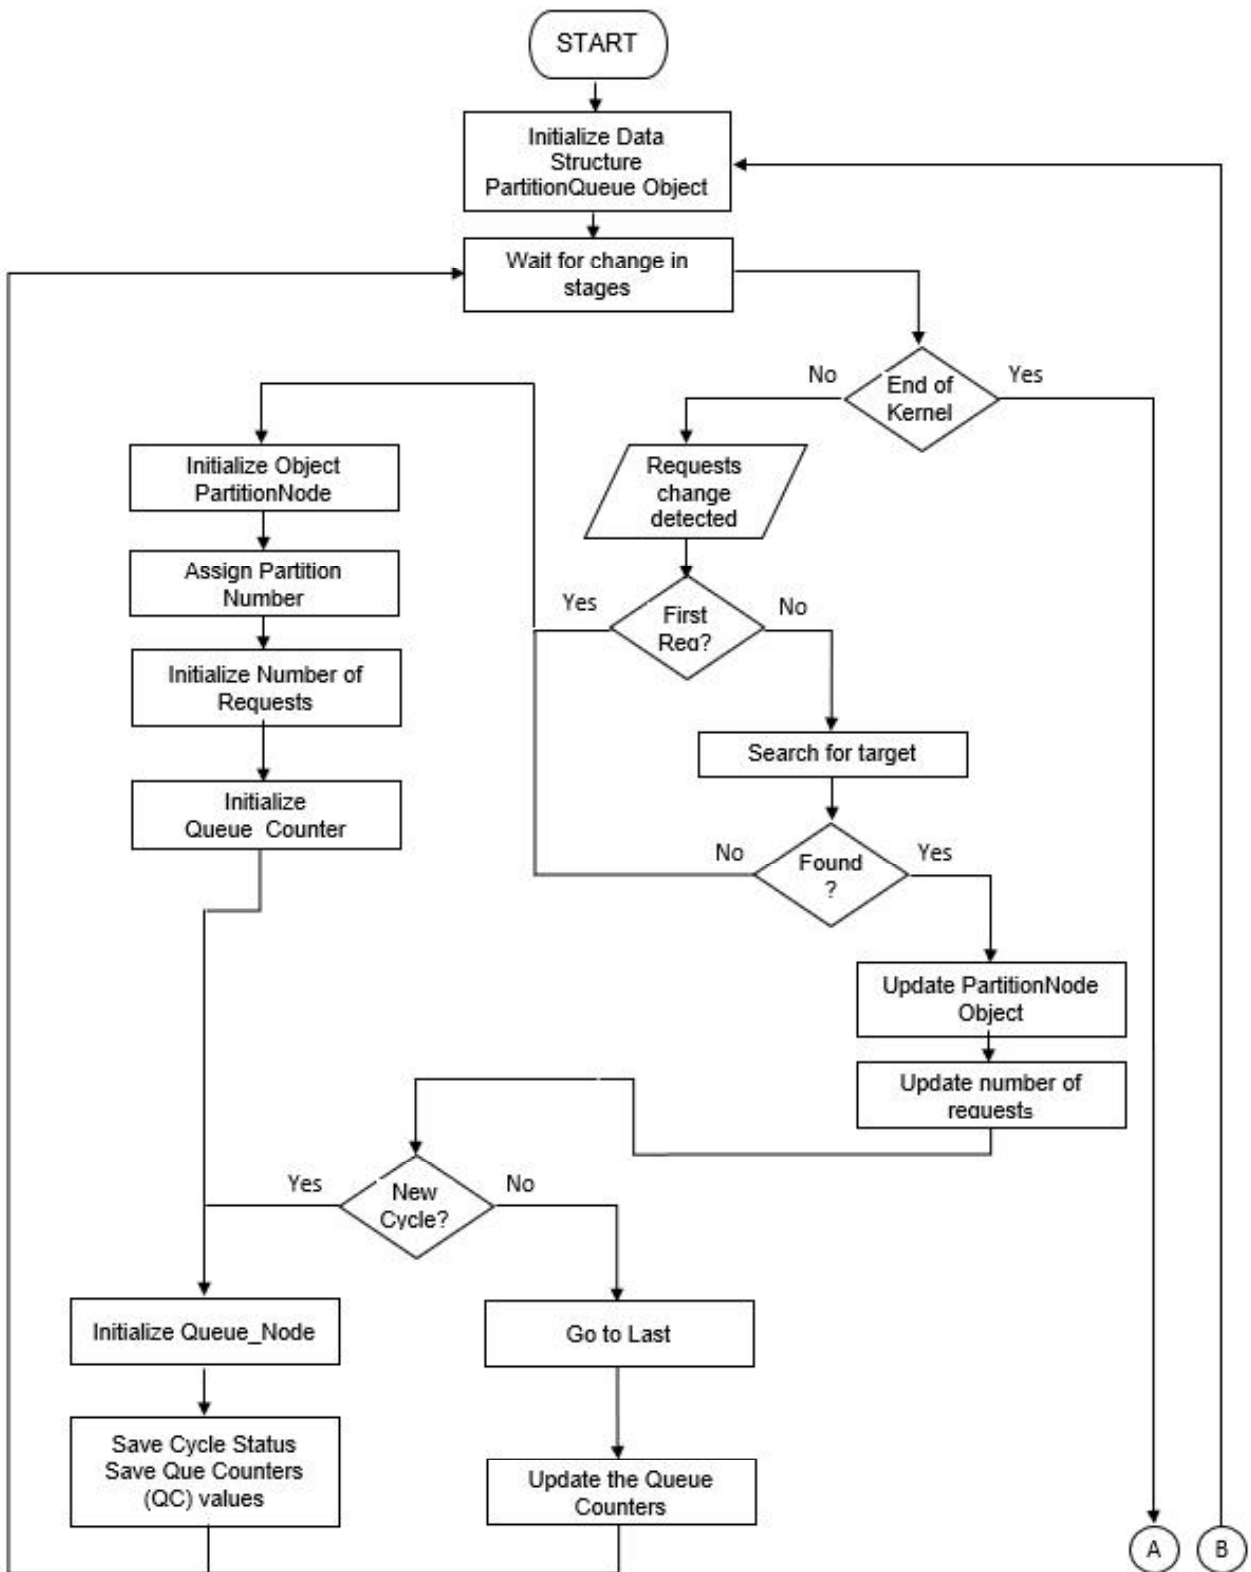 START
Initialize Data
Structure
PartitionQueue Object
Wait for change in
stages
No
End of
Kernel
Yes
Initialize Object
PartitionNode
Requests
change
detected
Assign Partition
Number
Yes
First
Req?
No
Initialize Number of
Requests
Search for target
Initialize
Queue_Counter
No
Found
?
Yes
Update PartitionNode
Object
Update number of
requests
Yes
New
Cycle?
No
Initialize Queue_Node
Go to Last
Save Cycle Status
Save Que Counters
(QC) values
Update the Queue
Counters
A
B